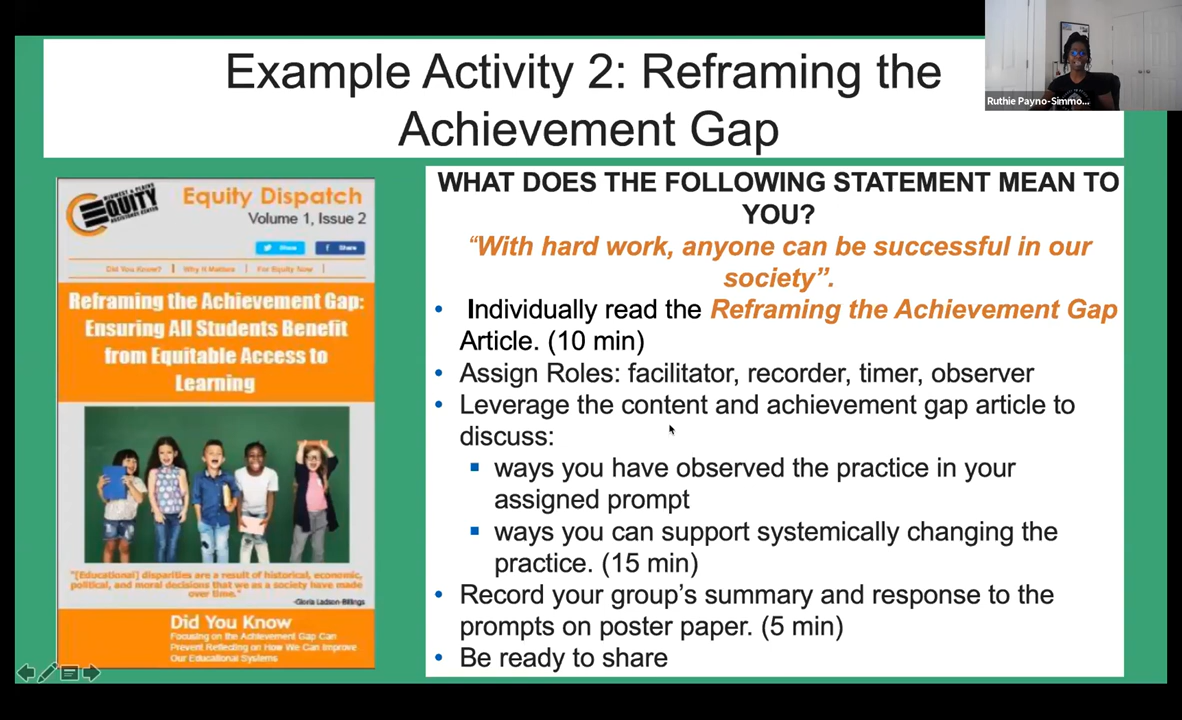 Example Activity 2: Reframing the
Achievement Gap
Ruthie Payno-Simmo...
MIDWEST & PLAINS
EQUITY
ASSISTANCE CENTER
Equity Dispatch
Volume 1, Issue 2
Share
Share
Did You Know?
Why It Matters
For Equity Now
Reframing the Achievement Gap:
Ensuring All Students Benefit
from Equitable Access to
Learning
"[Educational] disparities are a result of historical, economic,
political, and moral decisions that we as a society have made
over time."
-Gloria Ladson-Billings
Did You Know
Focusing on the Achievement Gap Can
Prevent Reflecting on How We Can Improve
Our Educational Systems
WHAT DOES THE FOLLOWING STATEMENT MEAN TO
YOU?
“With hard work, anyone can be successful in our
society”.
• Individually read the Reframing the Achievement Gap
Article. (10 min)
• Assign Roles: facilitator, recorder, timer, observer
• Leverage the content and achievement gap article to
discuss:
▪ ways you have observed the practice in your
assigned prompt
▪ ways you can support systemically changing the
practice. (15 min)
• Record your group’s summary and response to the
prompts on poster paper. (5 min)
• Be ready to share